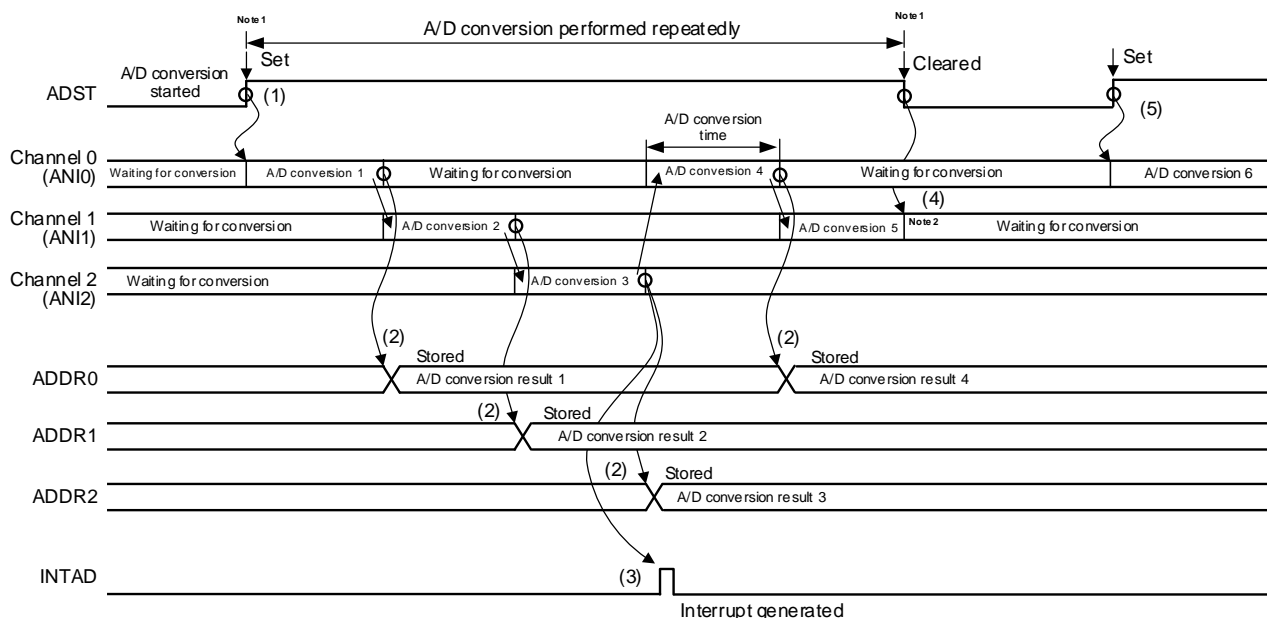 Note 1
A/D conversion performed repeatedly
Note 1
Set
Cleared
Set
A/D conversion
started
ADST
(1)
(5)
A/D conversion
time
Channel 0
(ANI0)
Waiting for conversion
A/D conversion 1
Waiting for conversion
A/D conversion 4
Waiting for conversion
A/D conversion 6
(4)
Channel 1
(ANI1)
Waiting for conversion
A/D conversion 2
A/D conversion 5
Note 2
Waiting for conversion
Channel 2
(ANI2)
Waiting for conversion
A/D conversion 3
(2)
(2)
Stored
Stored
ADDR0
A/D conversion result 1
A/D conversion result 4
(2)
Stored
ADDR1
A/D conversion result 2
(2)
Stored
ADDR2
A/D conversion result 3
INTAD
(3)
Interrupt generated